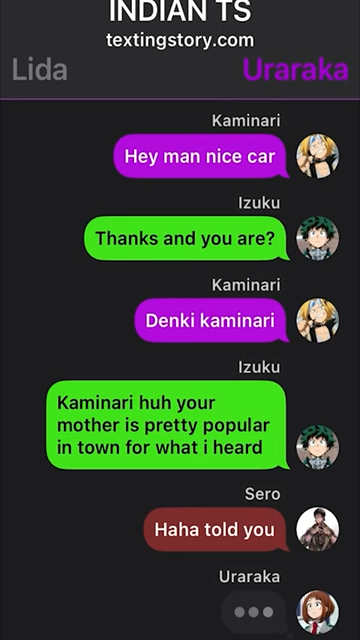 INDIAN TS
textingstory.com
Lida
Uraraka
Kaminari
Hey man nice car
Izuku
Thanks and you are?
Kaminari
Denki kaminari
Izuku
Kaminari huh your
mother is pretty popular
in town for what i heard
Sero
Haha told you
Uraraka